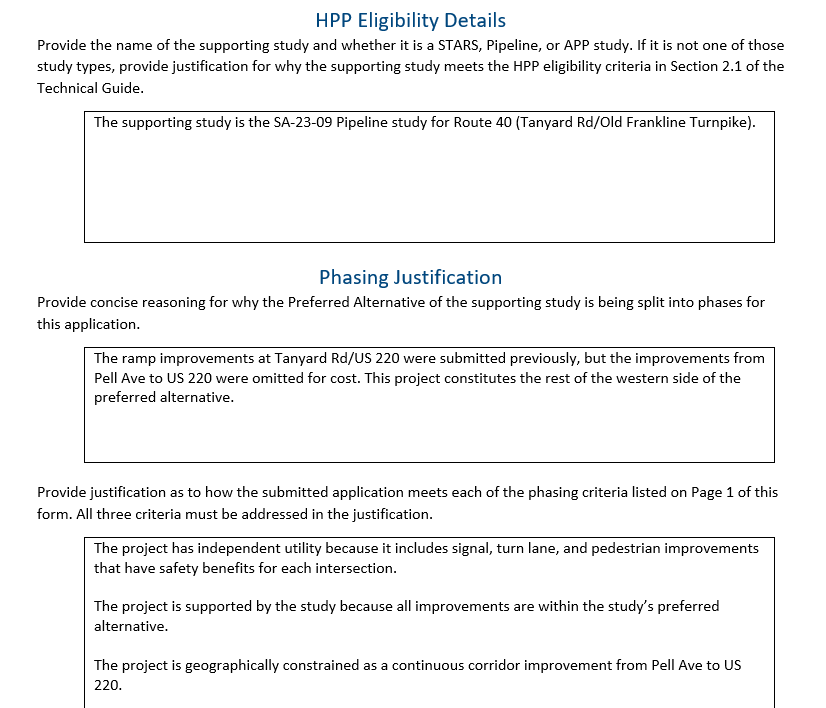 HPP Eligibility Details
Provide the name of the supporting study and whether it is a STARS, Pipeline, or APP study. If it is not one of those
study types, provide justification for why the supporting study meets the HPP eligibility criteria in Section 2.1 of the
Technical Guide.
The supporting study is the SA-23-09 Pipeline study for Route 40 (Tanyard Rd/Old Frankline Turnpike).
Phasing Justification
Provide concise reasoning for why the Preferred Alternative of the supporting study is being split into phases for
this application.
The ramp improvements at Tanyard Rd/US 220 were submitted previously, but the improvements from
Pell Ave to US 220 were omitted for cost. This project constitutes the rest of the western side of the
preferred alternative.
Provide justification as to how the submitted application meets each of the phasing criteria listed on Page 1 of this
form. All three criteria must be addressed in the justification.
The project has independent utility because it includes signal, turn lane, and pedestrian improvements
that have safety benefits for each intersection.
The project is supported by the study because all improvements are within the study’s preferred
alternative.
The project is geographically constrained as a continuous corridor improvement from Pell Ave to US
220.